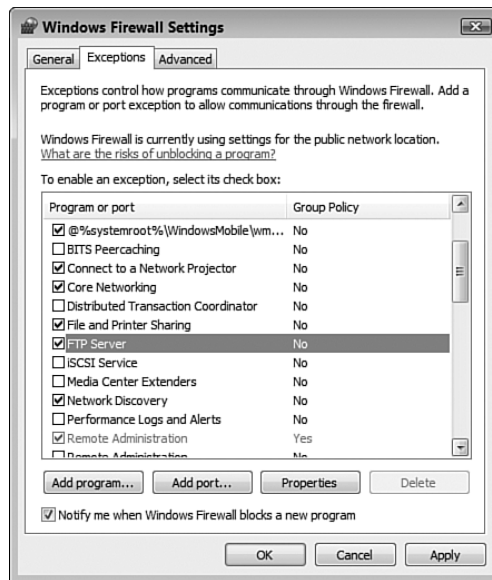 Windows Firewall Settings
General Exceptions Advanced
Exceptions control how programs communicate through Windows Firewall. Add a
program or port exception to allow communications through the firewall.
Windows Firewall is currently using settings for the public network location.
What are the risks of unblocking a program?
To enable an exception, select its check box:
Program or port Group Policy
@%systemroot%\WindowsMobile\wm... No
BITS Peercaching No
Connect to a Network Projector No
Core Networking No
Distributed Transaction Coordinator No
File and Printer Sharing No
FTP Server No
iSCSI Service No
Media Center Extenders No
Network Discovery No
Performance Logs and Alerts No
Remote Administration Yes
Remote Administration No
Add program... Add port... Properties Delete
Notify me when Windows Firewall blocks a new program
OK Cancel Apply